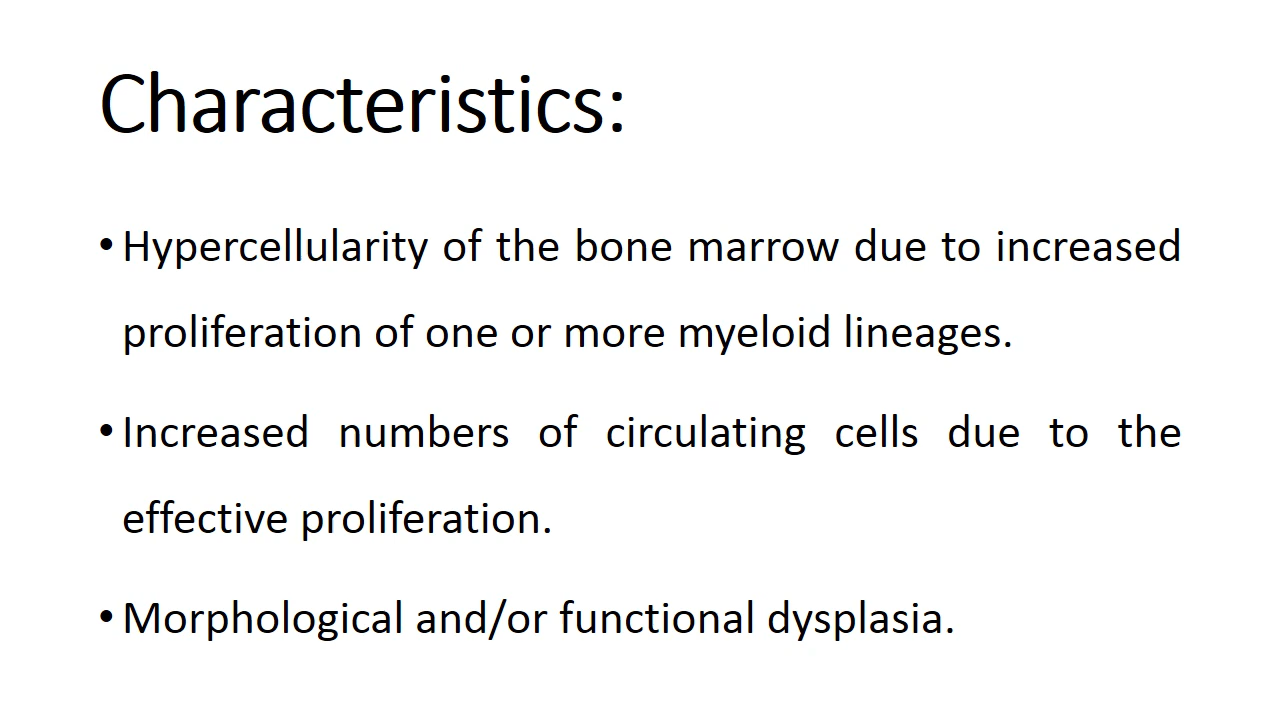 Characteristics:
• Hypercellularity of the bone marrow due to increased
proliferation of one or more myeloid lineages.
• Increased numbers of circulating cells due to the
effective proliferation.
• Morphological and/or functional dysplasia.